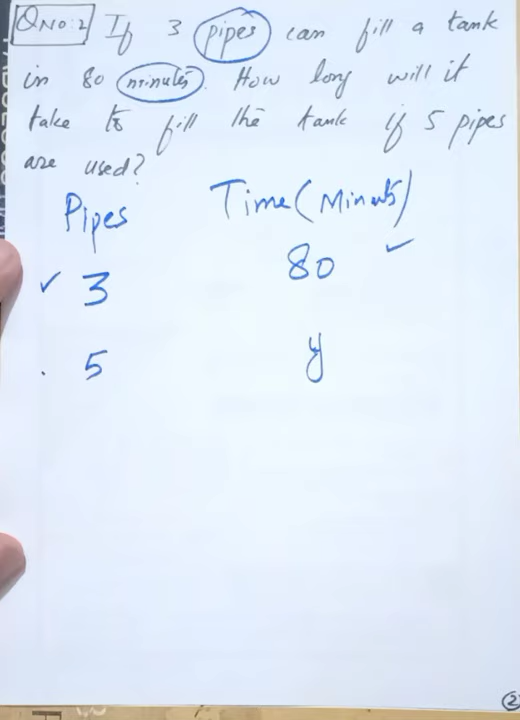 Q NO:2 If 3 pipes can fill a tank
in 80 minutes. How long will it
take to fill the tank if 5 pipes
are used?
Pipes Time (Minuts)
✓ 3 80 ✓
. 5 y
2